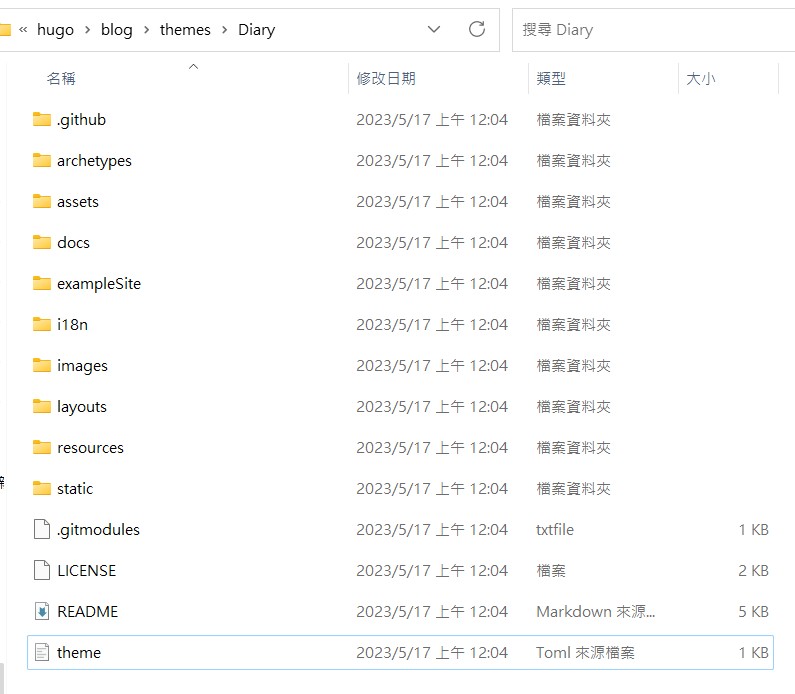 « hugo › blog › themes › Diary 搜尋 Diary
名稱 修改日期 類型 大小
.github 2023/5/17 上午 12:04 檔案資料夾
archetypes 2023/5/17 上午 12:04 檔案資料夾
assets 2023/5/17 上午 12:04 檔案資料夾
docs 2023/5/17 上午 12:04 檔案資料夾
exampleSite 2023/5/17 上午 12:04 檔案資料夾
i18n 2023/5/17 上午 12:04 檔案資料夾
images 2023/5/17 上午 12:04 檔案資料夾
layouts 2023/5/17 上午 12:04 檔案資料夾
resources 2023/5/17 上午 12:04 檔案資料夾
static 2023/5/17 上午 12:04 檔案資料夾
.gitmodules 2023/5/17 上午 12:04 txtfile 1 KB
LICENSE 2023/5/17 上午 12:04 檔案 2 KB
README 2023/5/17 上午 12:04 Markdown 來源... 5 KB
theme 2023/5/17 上午 12:04 Toml 來源檔案 1 KB